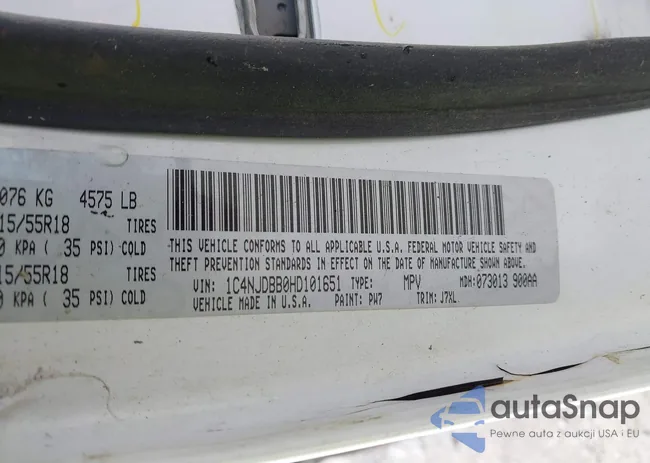 076 KG 4575 LB
15/55R18 TIRES
0 KPA ( 35 PSI) COLD
15/55R18 TIRES
0 KPA ( 35 PSI) COLD
THIS VEHICLE CONFORMS TO ALL APPLICABLE U.S.A. FEDERAL MOTOR VEHICLE SAFETY AND
THEFT PREVENTION STANDARDS IN EFFECT ON THE DATE OF MANUFACTURE SHOWN ABOVE.
VIN: 1C4NJDBB0HD101651 TYPE: MPV MDH: 073013 900AA
VEHICLE MADE IN U.S.A. PAINT: PW7 TRIM: J7XL
autaSnap
Pewne auta z aukcji USA i EU